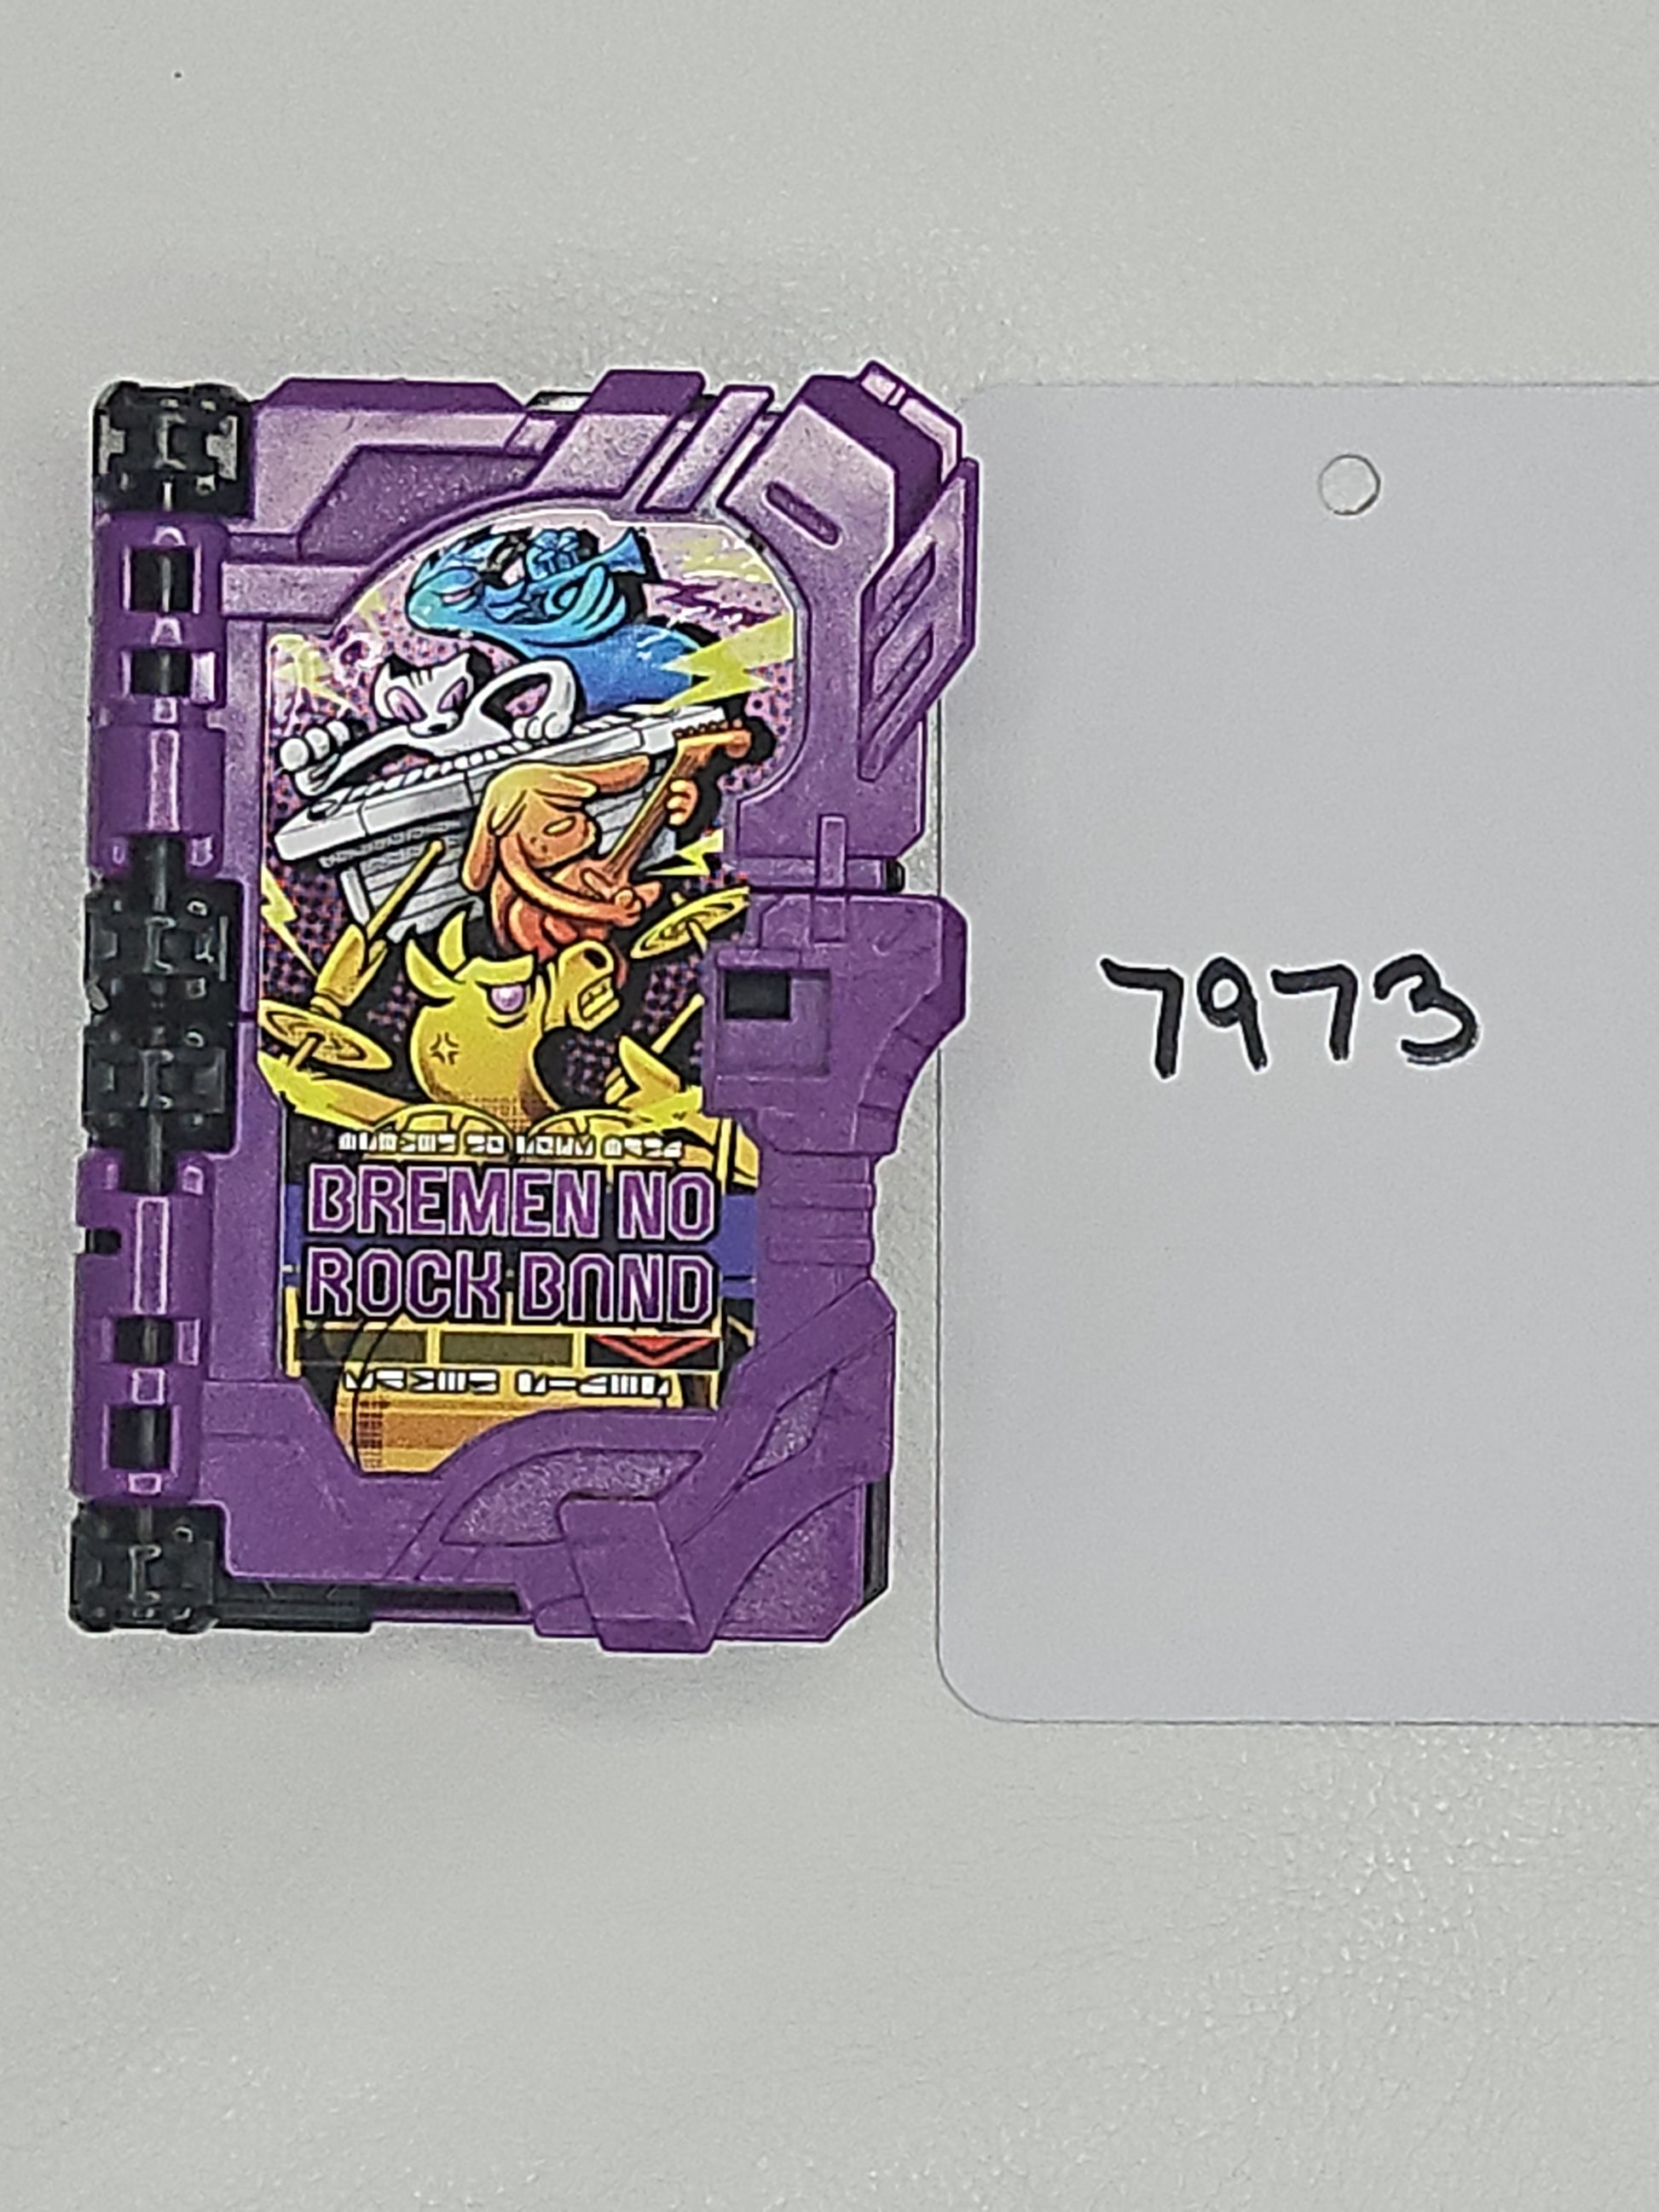 BREMEN NO
ROCK BAND
7973